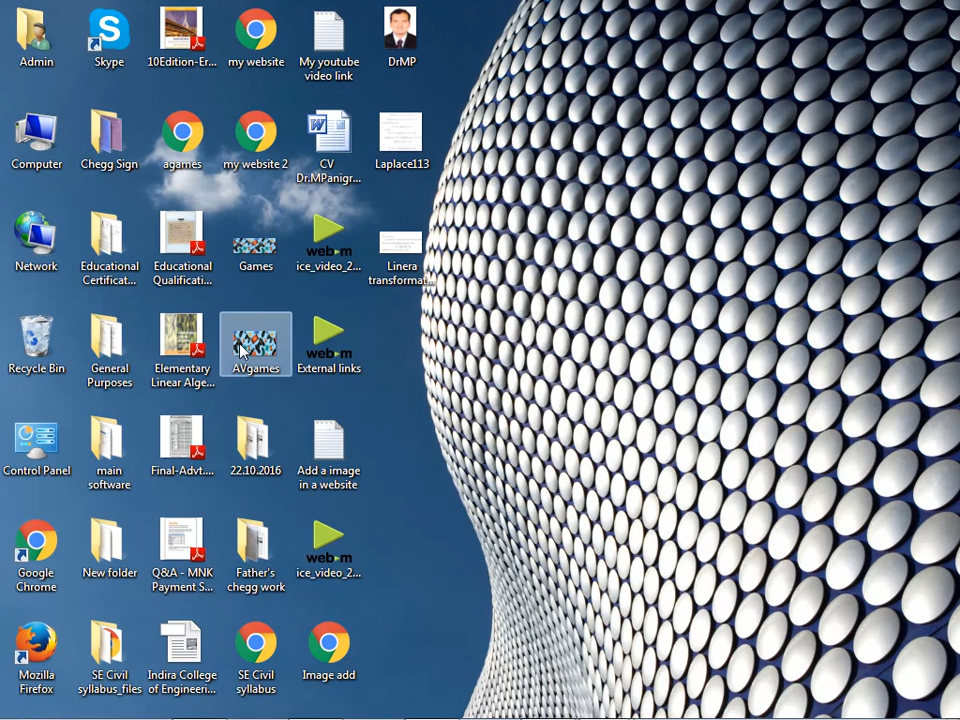 Admin
Skype
10Edition-Er...
my website
My youtube
video link
DrMP
Computer
Chegg Sign
agames
my website 2
CV
Dr.MPanigr...
Laplace113
Network
Educational
Certificat...
Educational
Qualificati...
Games
web-m
ice_video_2...
Linera
transformat...
Recycle Bin
General
Purposes
Elementary
Linear Alge...
AVgames
web-m
External links
Control Panel
main
software
Final-Advt....
22.10.2016
Add a image
in a website
Google
Chrome
New folder
Q&A - MNK
Payment S...
Father's
chegg work
web-m
ice_video_2...
Mozilla
Firefox
SE Civil
syllabus_files
Indira College
of Engineeri...
SE Civil
syllabus
Image add